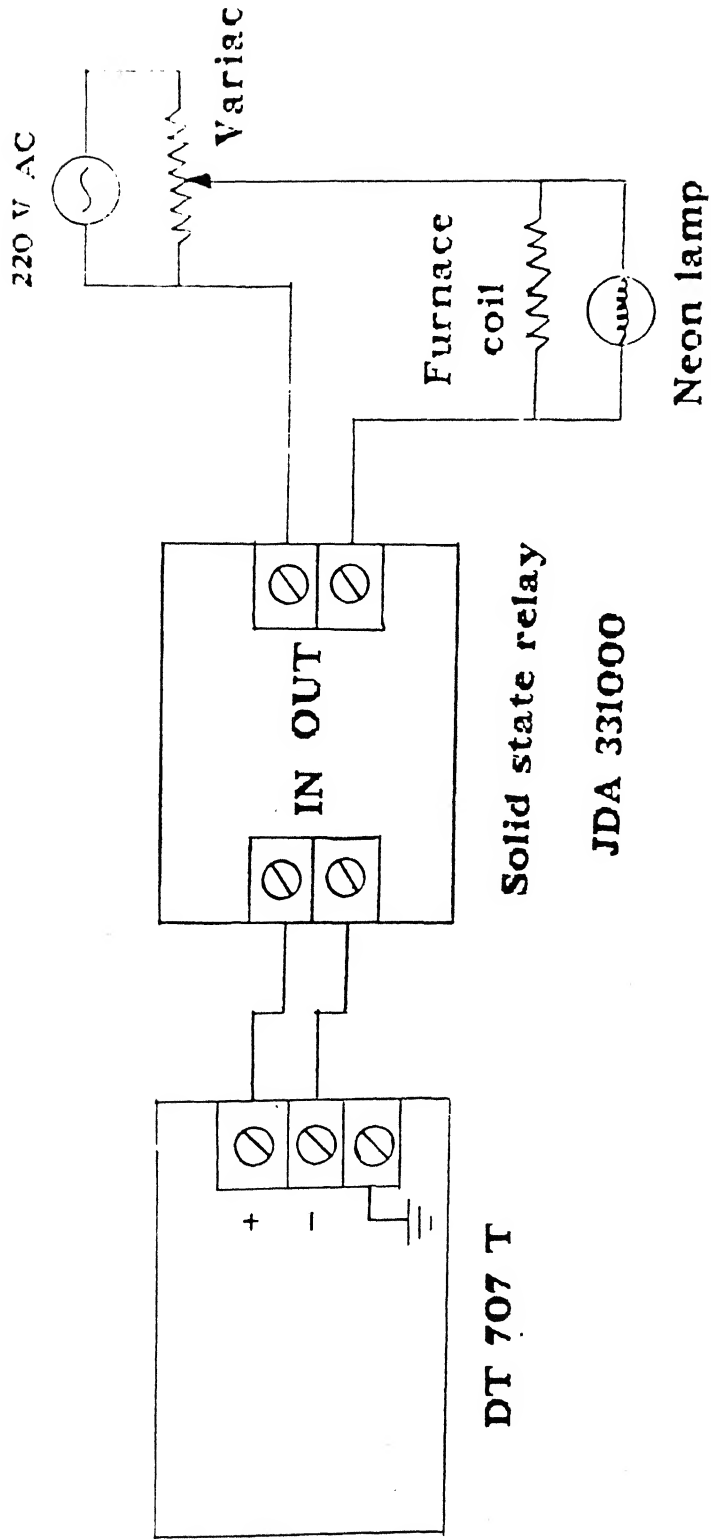 220 V AC
Variac
Furnace
coil
Neon lamp
IN OUT
Solid state relay
JDA 331000
+
−
DT 707 T